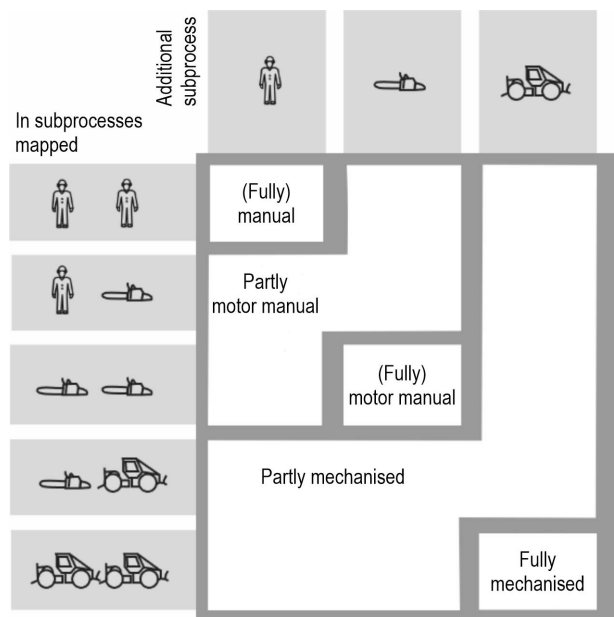 Additional
subprocess
In subprocesses
mapped
(Fully)
manual
Partly
motor manual
(Fully)
motor manual
Partly mechanised
Fully
mechanised